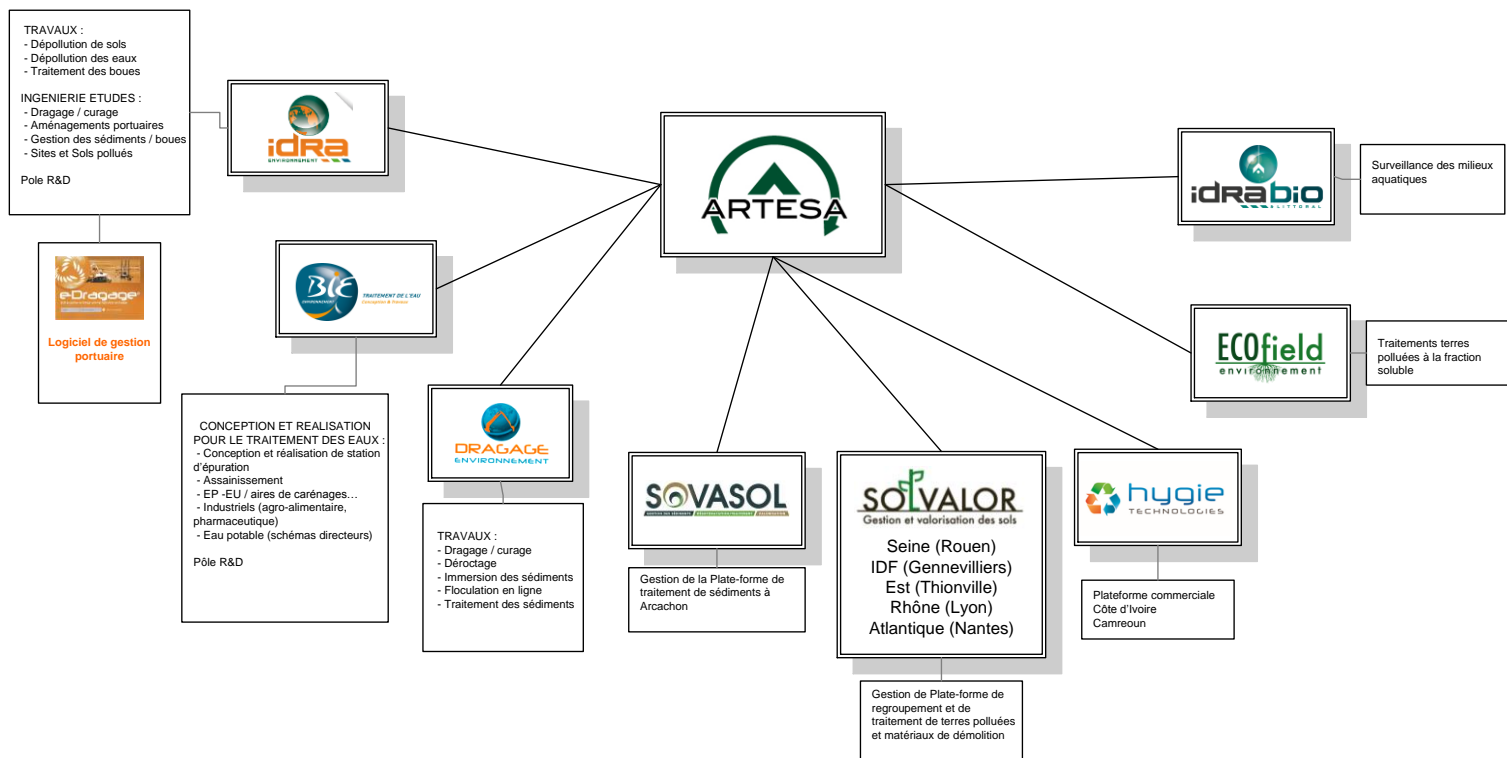 TRAVAUX :
- Dépollution de sols
- Dépollution des eaux
- Traitement des boues
INGENIERIE ETUDES :
- Dragage / curage
- Aménagements portuaires
- Gestion des sédiments / boues
- Sites et Sols pollués
Pole R&D
idRa
ENVIRONNEMENT
ARTESA
idRabio
& LITTORAL
Surveillance des milieux
aquatiques
e-Dragage
Logiciel de gestion
portuaire
BIE
ENVIRONNEMENT
TRAITEMENT DE L'EAU
Conception & travaux
ECOfield
environnement
Traitements terres
polluées à la fraction
soluble
CONCEPTION ET REALISATION
POUR LE TRAITEMENT DES EAUX :
- Conception et réalisation de station
d'épuration
- Assainissement
- EP -EU / aires de carénages…
- Industriels (agro-alimentaire,
pharmaceutique)
- Eau potable (schémas directeurs)
Pôle R&D
DRAGAGE
ENVIRONNEMENT
TRAVAUX :
- Dragage / curage
- Déroctage
- Immersion des sédiments
- Floculation en ligne
- Traitement des sédiments
SOVASOL
Gestion de la Plate-forme de
traitement de sédiments à
Arcachon
SOLVALOR
Gestion et valorisation des sols
Seine (Rouen)
IDF (Gennevilliers)
Est (Thionville)
Rhône (Lyon)
Atlantique (Nantes)
Gestion de Plate-forme de
regroupement et de
traitement de terres polluées
et matériaux de démolition
hygie
TECHNOLOGIES
Plateforme commerciale
Côte d'Ivoire
Camreoun